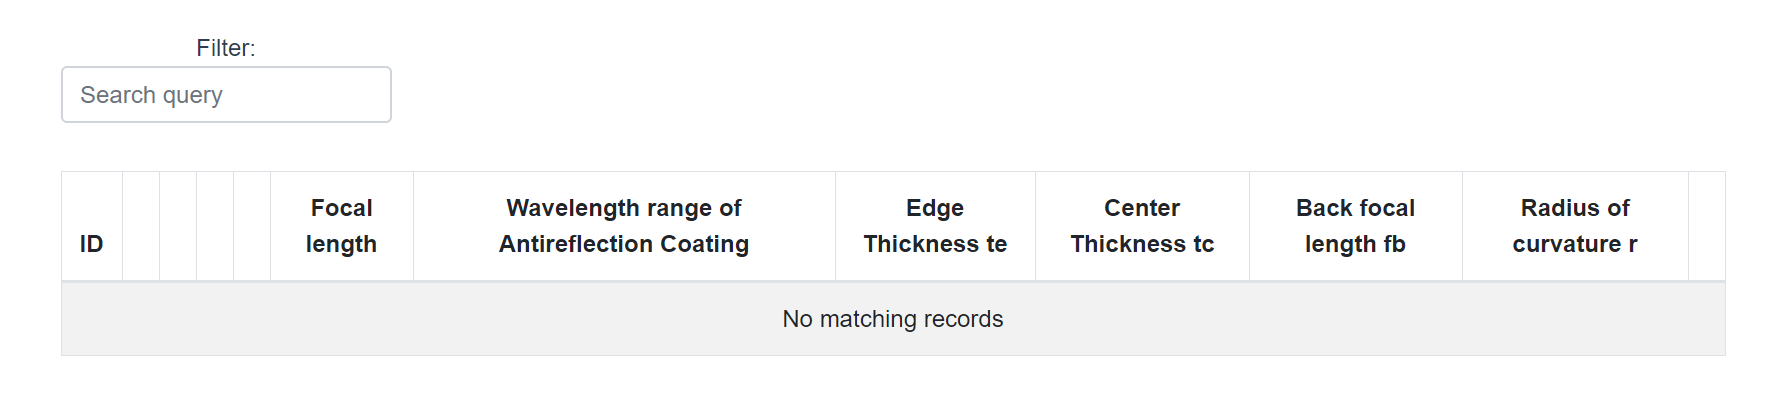 Filter:
Search query
ID
Focal
length
Wavelength range of
Antireflection Coating
Edge
Thickness te
Center
Thickness tc
Back focal
length fb
Radius of
curvature r
No matching records